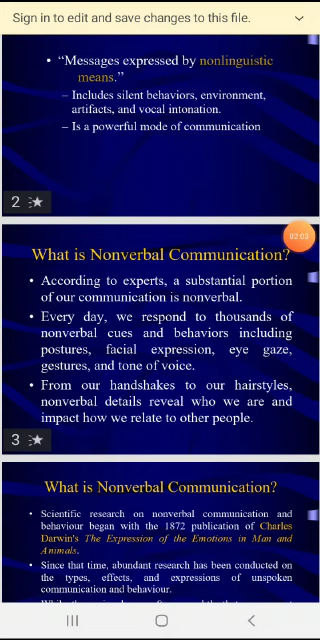 Sign in to edit and save changes to this file.
• “Messages expressed by nonlinguistic
means.”
– Includes silent behaviors, environment,
artifacts, and vocal intonation.
– Is a powerful mode of communication
2
02:03
What is Nonverbal Communication?
• According to experts, a substantial portion
of our communication is nonverbal.
• Every day, we respond to thousands of
nonverbal cues and behaviors including
postures, facial expression, eye gaze,
gestures, and tone of voice.
• From our handshakes to our hairstyles,
nonverbal details reveal who we are and
impact how we relate to other people.
3
What is Nonverbal Communication?
• Scientific research on nonverbal communication and
behaviour began with the 1872 publication of Charles
Darwin's The Expression of the Emotions in Man and
Animals.
• Since that time, abundant research has been conducted on
the types, effects, and expressions of unspoken
communication and behaviour.